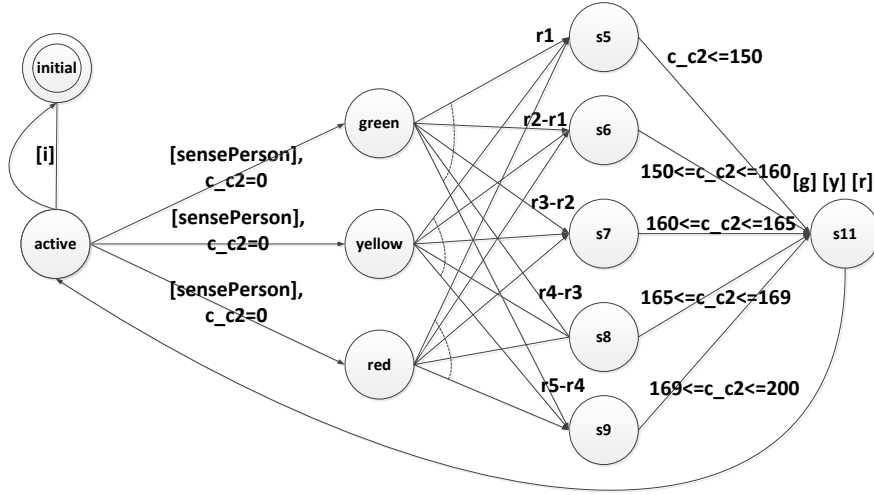 s5
r1
c_c2<=150
initial
green
r2-r1
s6
[i]
[sensePerson],
c_c2=0
150<=c_c2<=160
[g] [y] [r]
r3-r2
[sensePerson],
c_c2=0
160<=c_c2<=165
active
yellow
s7
s11
[sensePerson],
c_c2=0
r4-r3
165<=c_c2<=169
s8
red
r5-r4
169<=c_c2<=200
s9